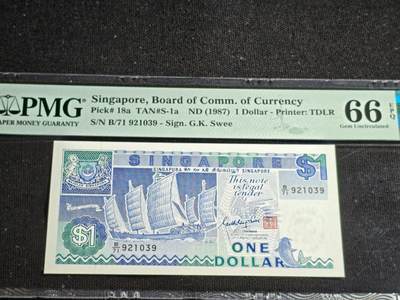 PMG
PAPER MONEY GUARANTY
Singapore, Board of Comm. of Currency
Pick# 18a TAN#S-1a ND (1987) 1 Dollar - Printer: TDLR
S/N B/71 921039 - Sign. G.K. Swee
66 EPQ
Gem Uncirculated
SINGAPORE
$1
SINGAPURA
SINGAPORE
This note
is legal
tender
B/71 921039
$1
B/71 921039
ONE
DOLLAR